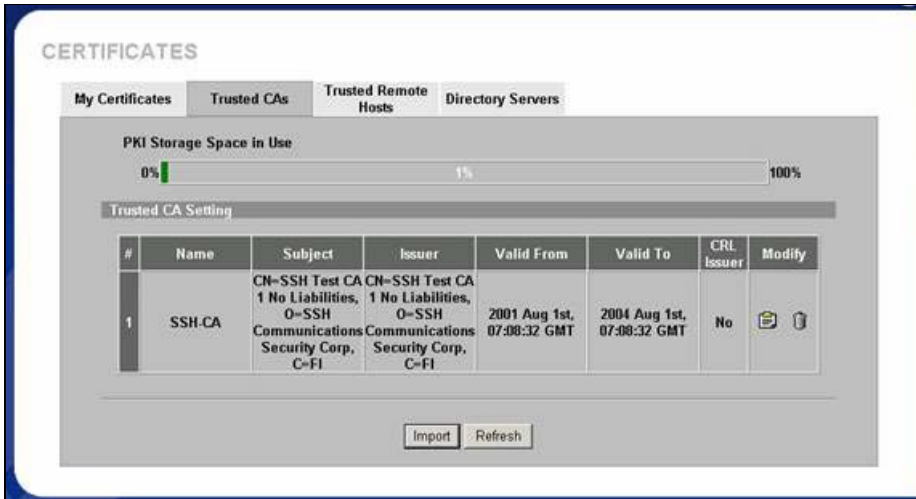 CERTIFICATES
My Certificates
Trusted CAs
Trusted Remote
Hosts
Directory Servers
PKI Storage Space in Use
0%
1%
100%
Trusted CA Setting
#
Name
Subject
Issuer
Valid From
Valid To
CRL
Issuer
Modify
1
SSH-CA
CN=SSH Test CA
1 No Liabilities,
O=SSH
Communications
Security Corp,
C=FI
CN=SSH Test CA
1 No Liabilities,
O=SSH
Communications
Security Corp,
C=FI
2001 Aug 1st,
07:08:32 GMT
2004 Aug 1st,
07:08:32 GMT
No
Import
Refresh